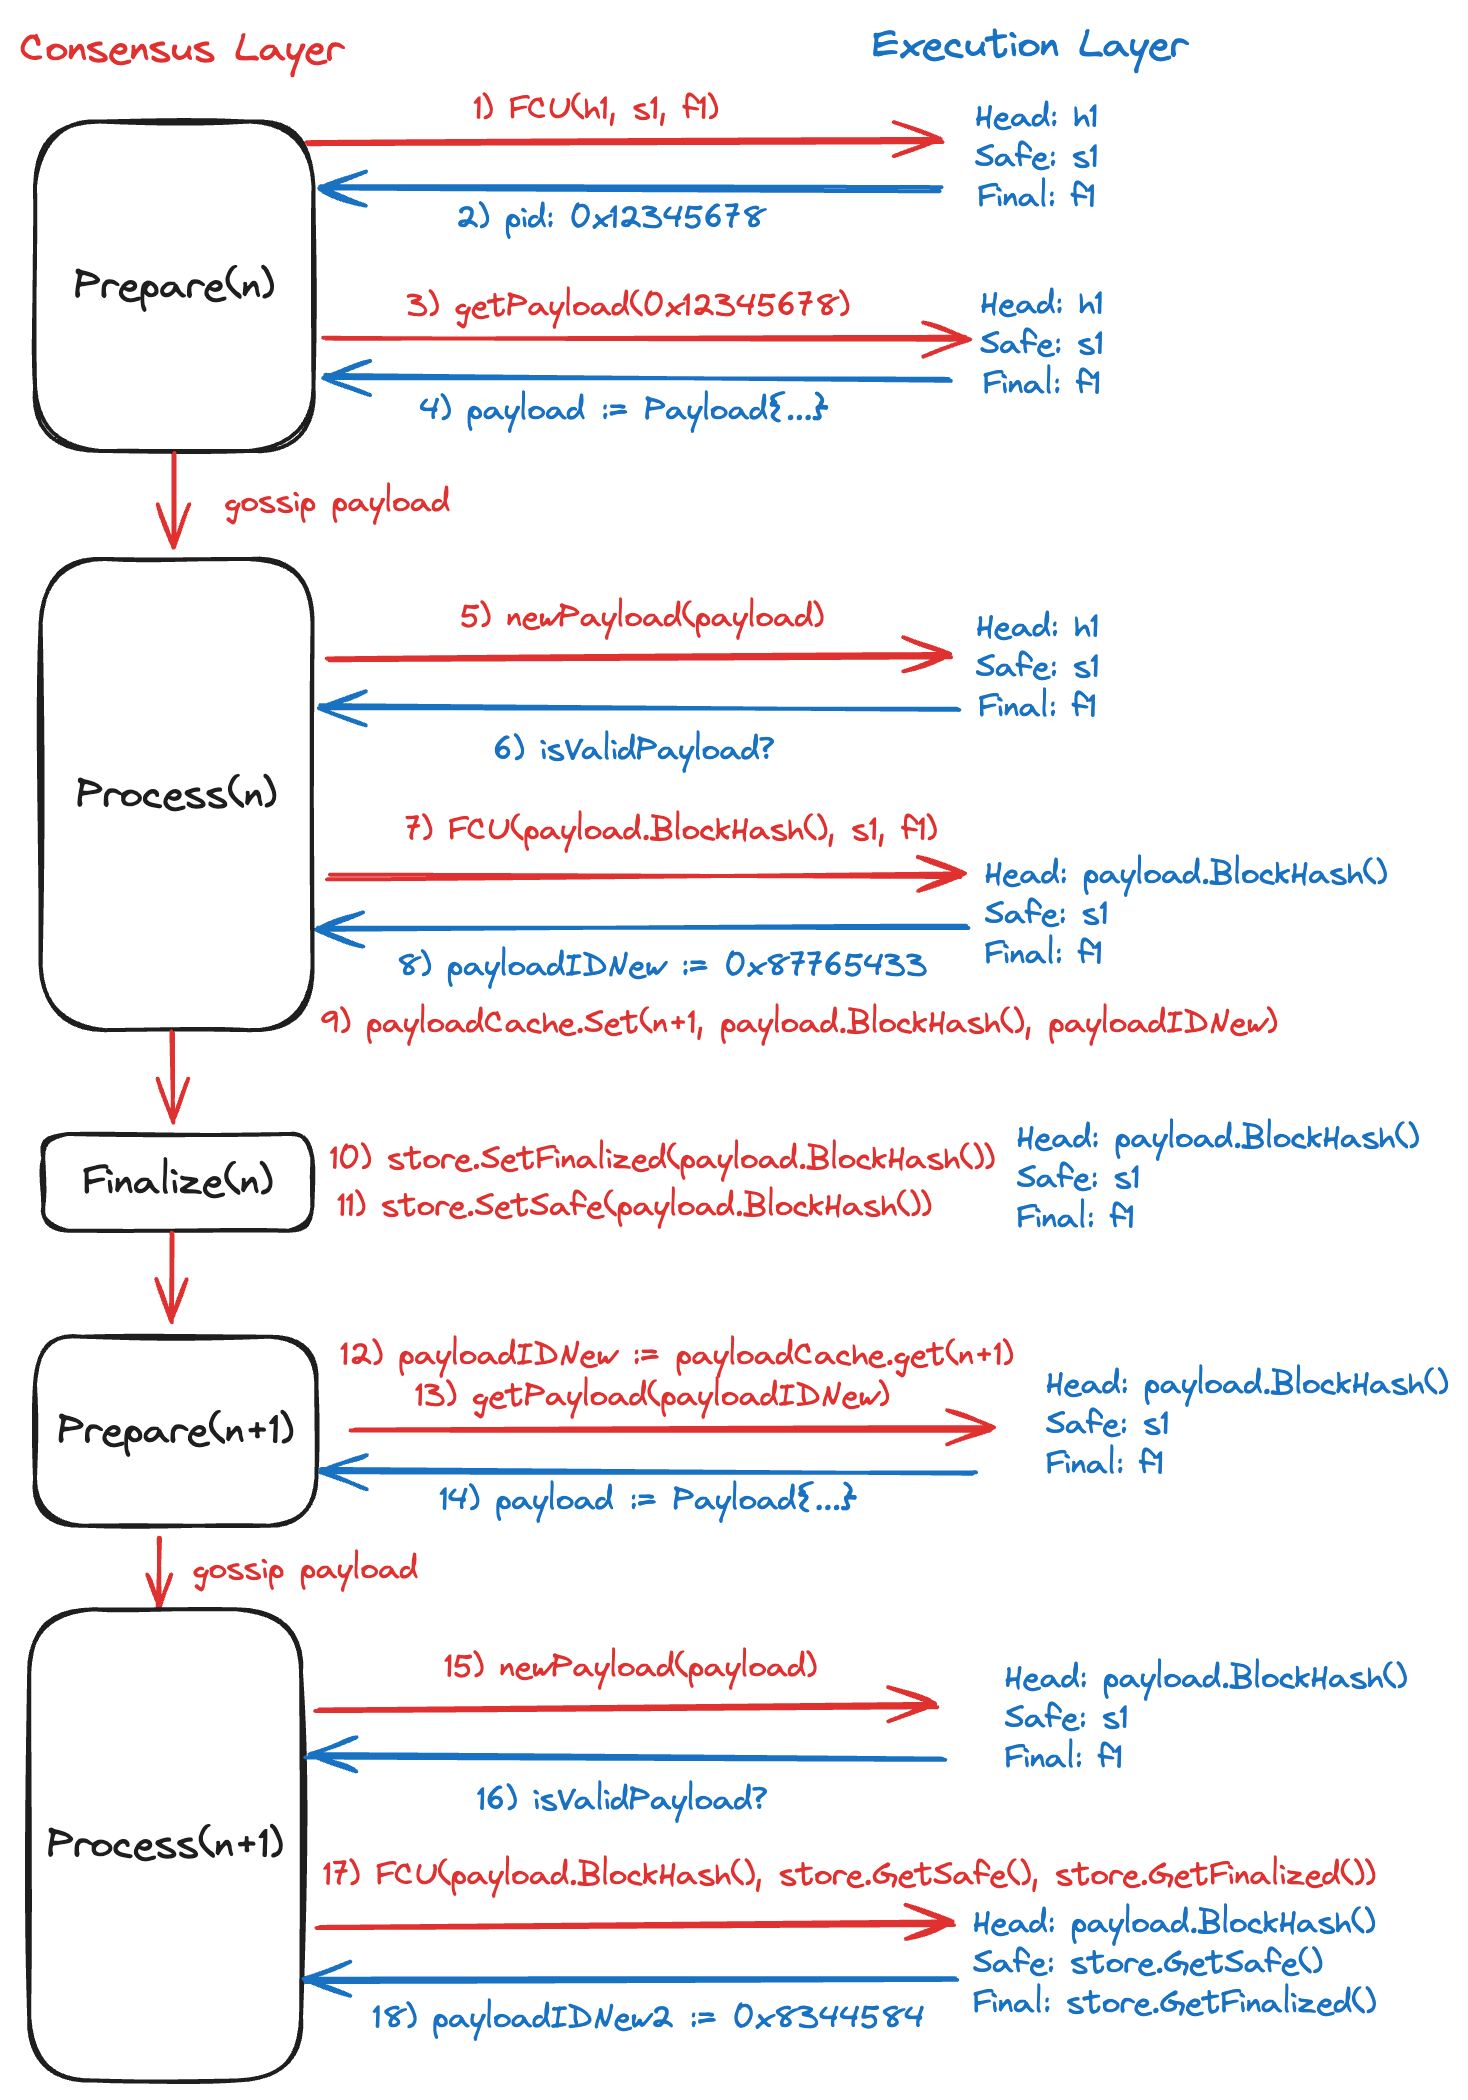 Consensus Layer
Execution Layer
1) FCU(h1, s1, f1)
Head: h1
Safe: s1
Final: f1
2) pid: 0x12345678
Prepare(n)
3) getPayload(0x12345678)
Head: h1
Safe: s1
Final: f1
4) payload := Payload{...}
gossip payload
5) newPayload(payload)
Head: h1
Safe: s1
Final: f1
6) isValidPayload?
Process(n)
7) FCU(payload.BlockHash(), s1, f1)
Head: payload.BlockHash()
Safe: s1
Final: f1
8) payloadIDNew := 0x87765433
9) payloadCache.Set(n+1, payload.BlockHash(), payloadIDNew)
Finalize(n)
10) store.SetFinalized(payload.BlockHash())
11) store.SetSafe(payload.BlockHash())
Head: payload.BlockHash()
Safe: s1
Final: f1
12) payloadIDNew := payloadCache.get(n+1)
13) getPayload(payloadIDNew)
Head: payload.BlockHash()
Safe: s1
Final: f1
Prepare(n+1)
14) payload := Payload{...}
gossip payload
15) newPayload(payload)
Head: payload.BlockHash()
Safe: s1
Final: f1
16) isValidPayload?
Process(n+1)
17) FCU(payload.BlockHash(), store.GetSafe(), store.GetFinalized())
Head: payload.BlockHash()
Safe: store.GetSafe()
Final: store.GetFinalized()
18) payloadIDNew2 := 0x8344584